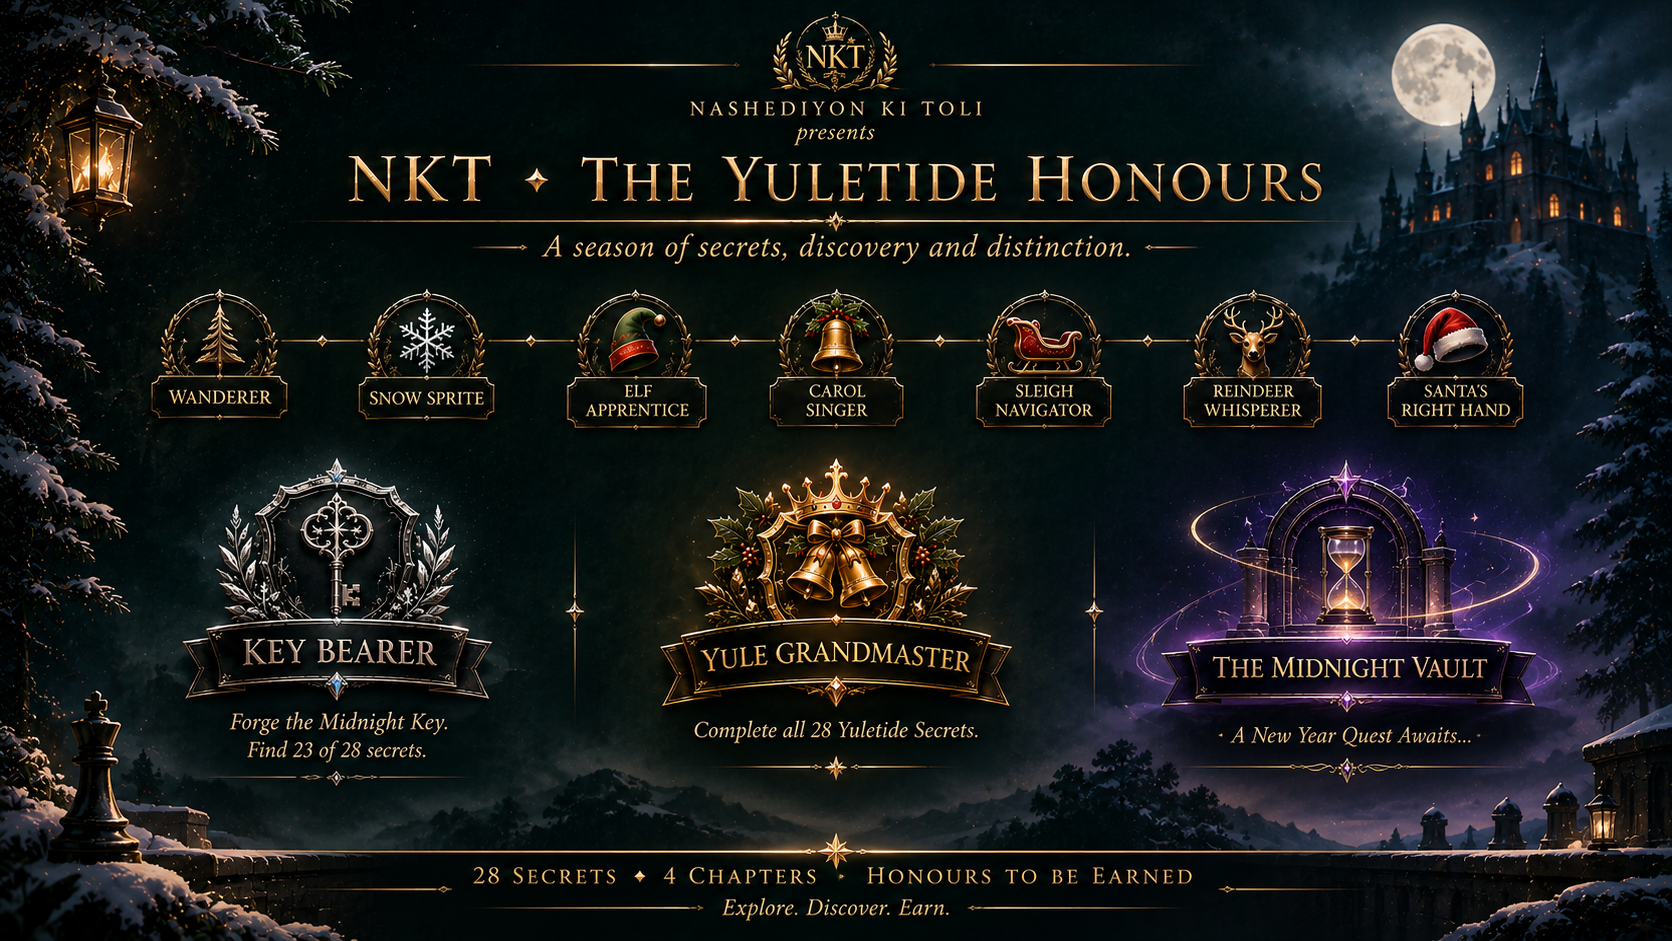 NKT
NASHEDIYON KI TOLI
presents
NKT ✦ THE YULETIDE HONOURS
A season of secrets, discovery and distinction.
WANDERER
SNOW SPRITE
ELF
APPRENTICE
CAROL
SINGER
SLEIGH
NAVIGATOR
REINDEER
WHISPERER
SANTA'S
RIGHT HAND
KEY BEARER
Forge the Midnight Key.
Find 23 of 28 secrets.
YULE GRANDMASTER
Complete all 28 Yuletide Secrets.
THE MIDNIGHT VAULT
· A New Year Quest Awaits... ·
28 SECRETS ✦ 4 CHAPTERS · HONOURS TO BE EARNED
Explore. Discover. Earn.